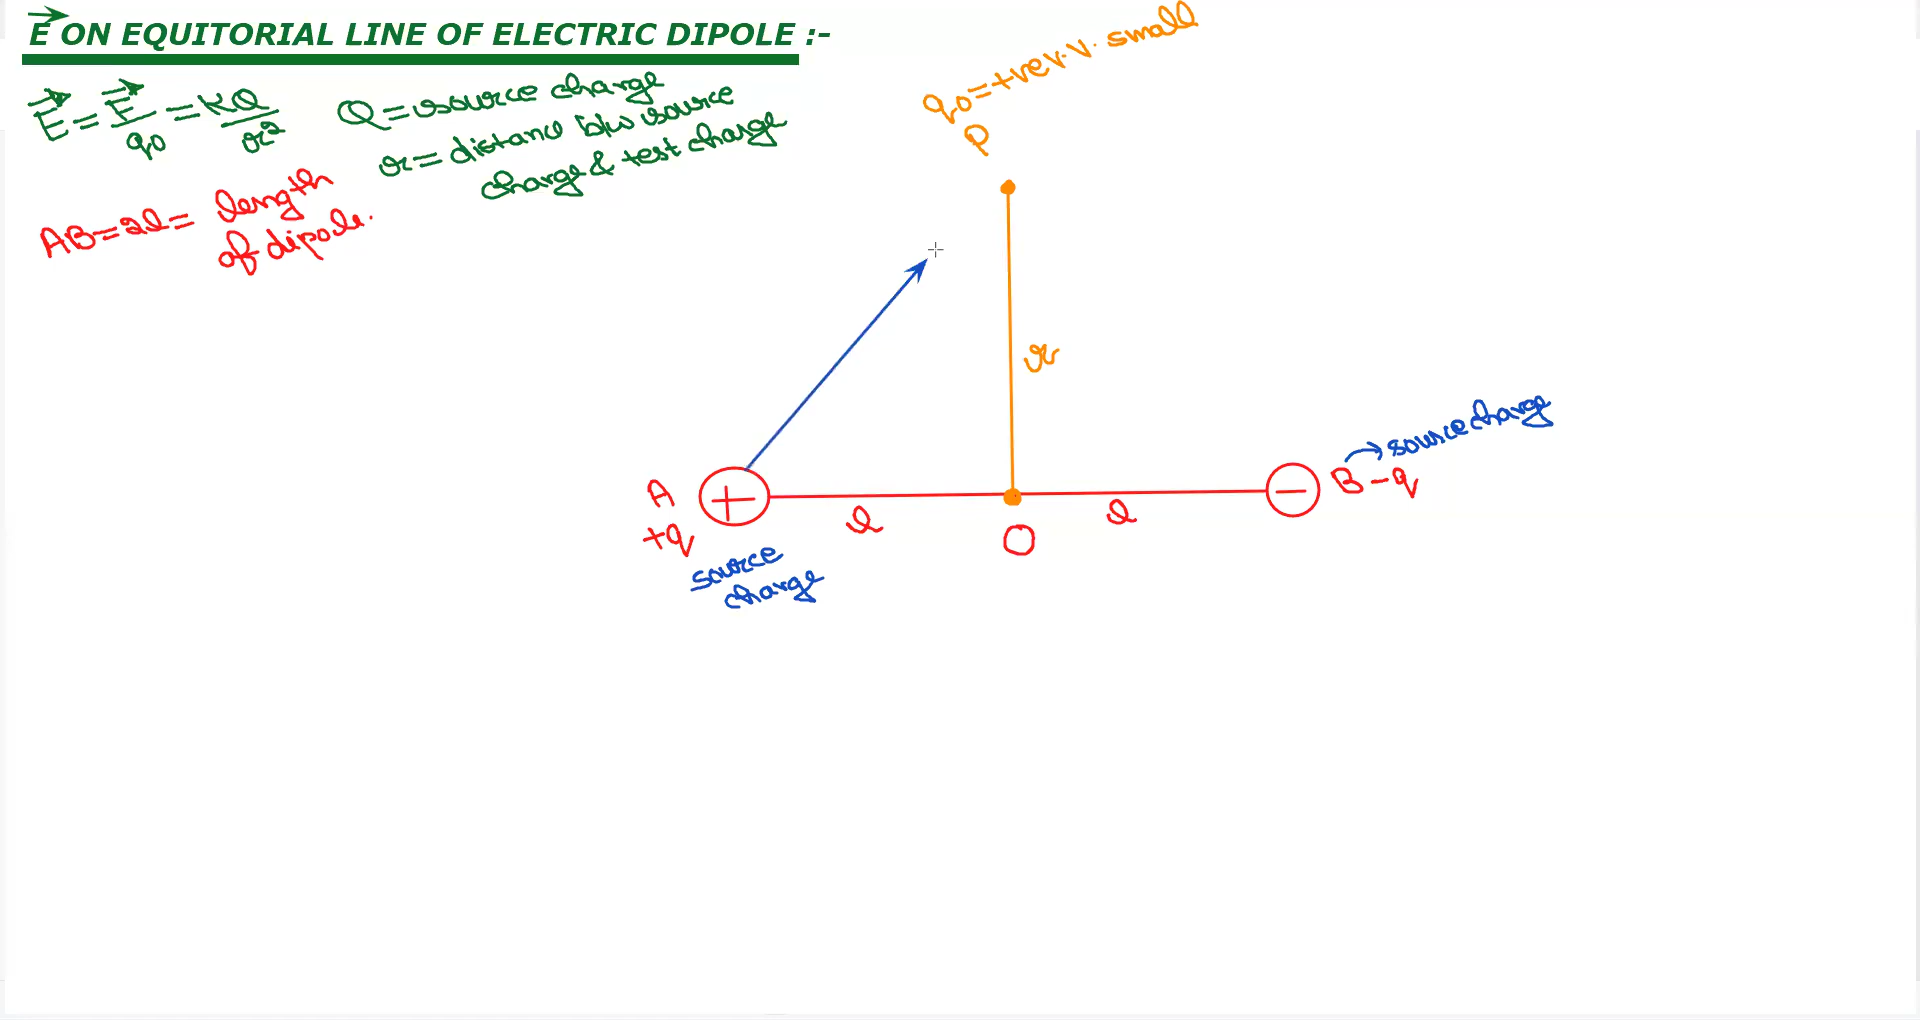 E ON EQUITORIAL LINE OF ELECTRIC DIPOLE :-
E = F/q0 = KQ/r²
Q = source charge
r = distance b/w source
charge & test charge
AB = 2l = length
of dipole.
q0 = +ve v.v. small
P
r
source charge
A
+q
l
O
l
B -q
source
charge